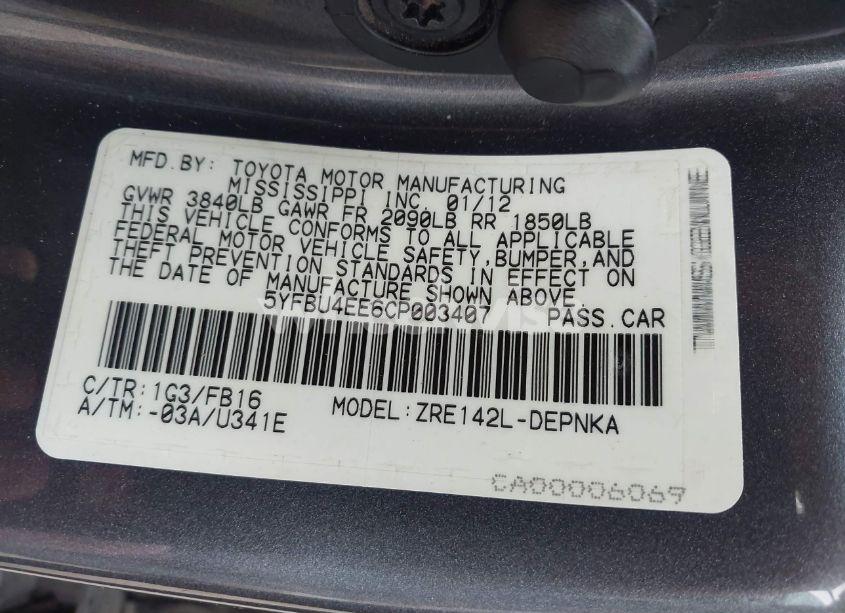 MFD.BY: TOYOTA MOTOR MANUFACTURING
MISSISSIPPI INC. 01/12
GVWR 3840LB GAWR FR 2090LB RR 1850LB
THIS VEHICLE CONFORMS TO ALL APPLICABLE
FEDERAL MOTOR VEHICLE SAFETY,BUMPER,AND
THEFT PREVENTION STANDARDS IN EFFECT ON
THE DATE OF MANUFACTURE SHOWN ABOVE
5YFBU4EE6CP003407 PASS.CAR
C/TR:1G3/FB16
A/TM:-03A/U341E
MODEL:ZRE142L-DEPNKA
CA00006069